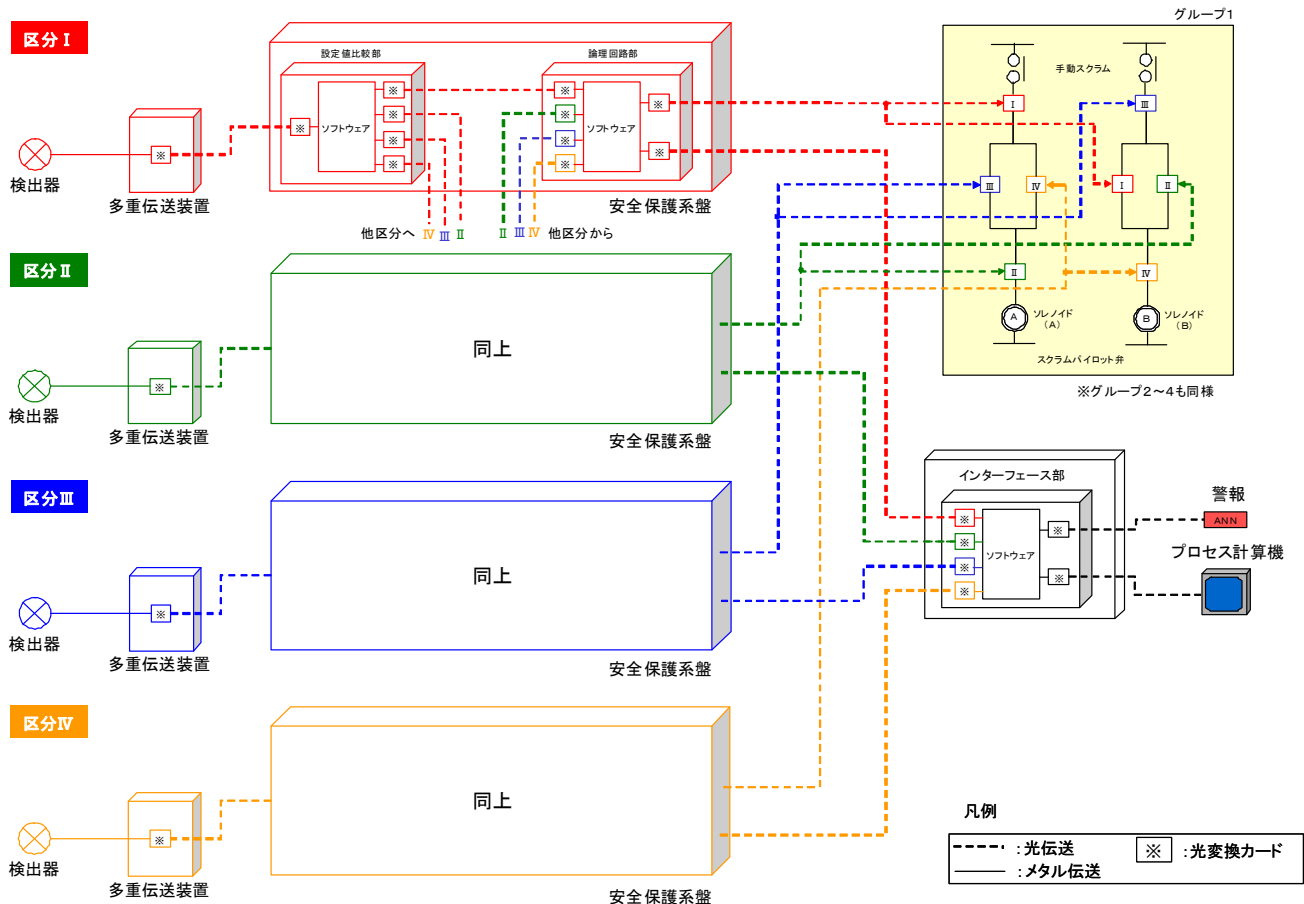 グループ1
区分Ⅰ
設定値比較部
論理回路部
手動スクラム
※
※
※
※
※
※
※
※
※
※
※
※
ソフトウェア
ソフトウェア
Ⅰ
Ⅲ
検出器
多重伝送装置
安全保護系盤
Ⅲ
Ⅳ
Ⅰ
Ⅱ
他区分へ Ⅳ Ⅲ Ⅱ
Ⅱ Ⅲ Ⅳ 他区分から
区分Ⅱ
Ⅱ
Ⅳ
A
ソレノイド
(A)
B
ソレノイド
(B)
スクラムパイロット弁
※グループ2～4も同様
同上
※
検出器
多重伝送装置
安全保護系盤
区分Ⅲ
インターフェース部
※
※
※
※
ソフトウェア
※
※
警報
ANN
プロセス計算機
同上
※
検出器
多重伝送装置
安全保護系盤
区分Ⅳ
同上
※
検出器
多重伝送装置
安全保護系盤
凡例
:光伝送
※ :光変換カード
:メタル伝送